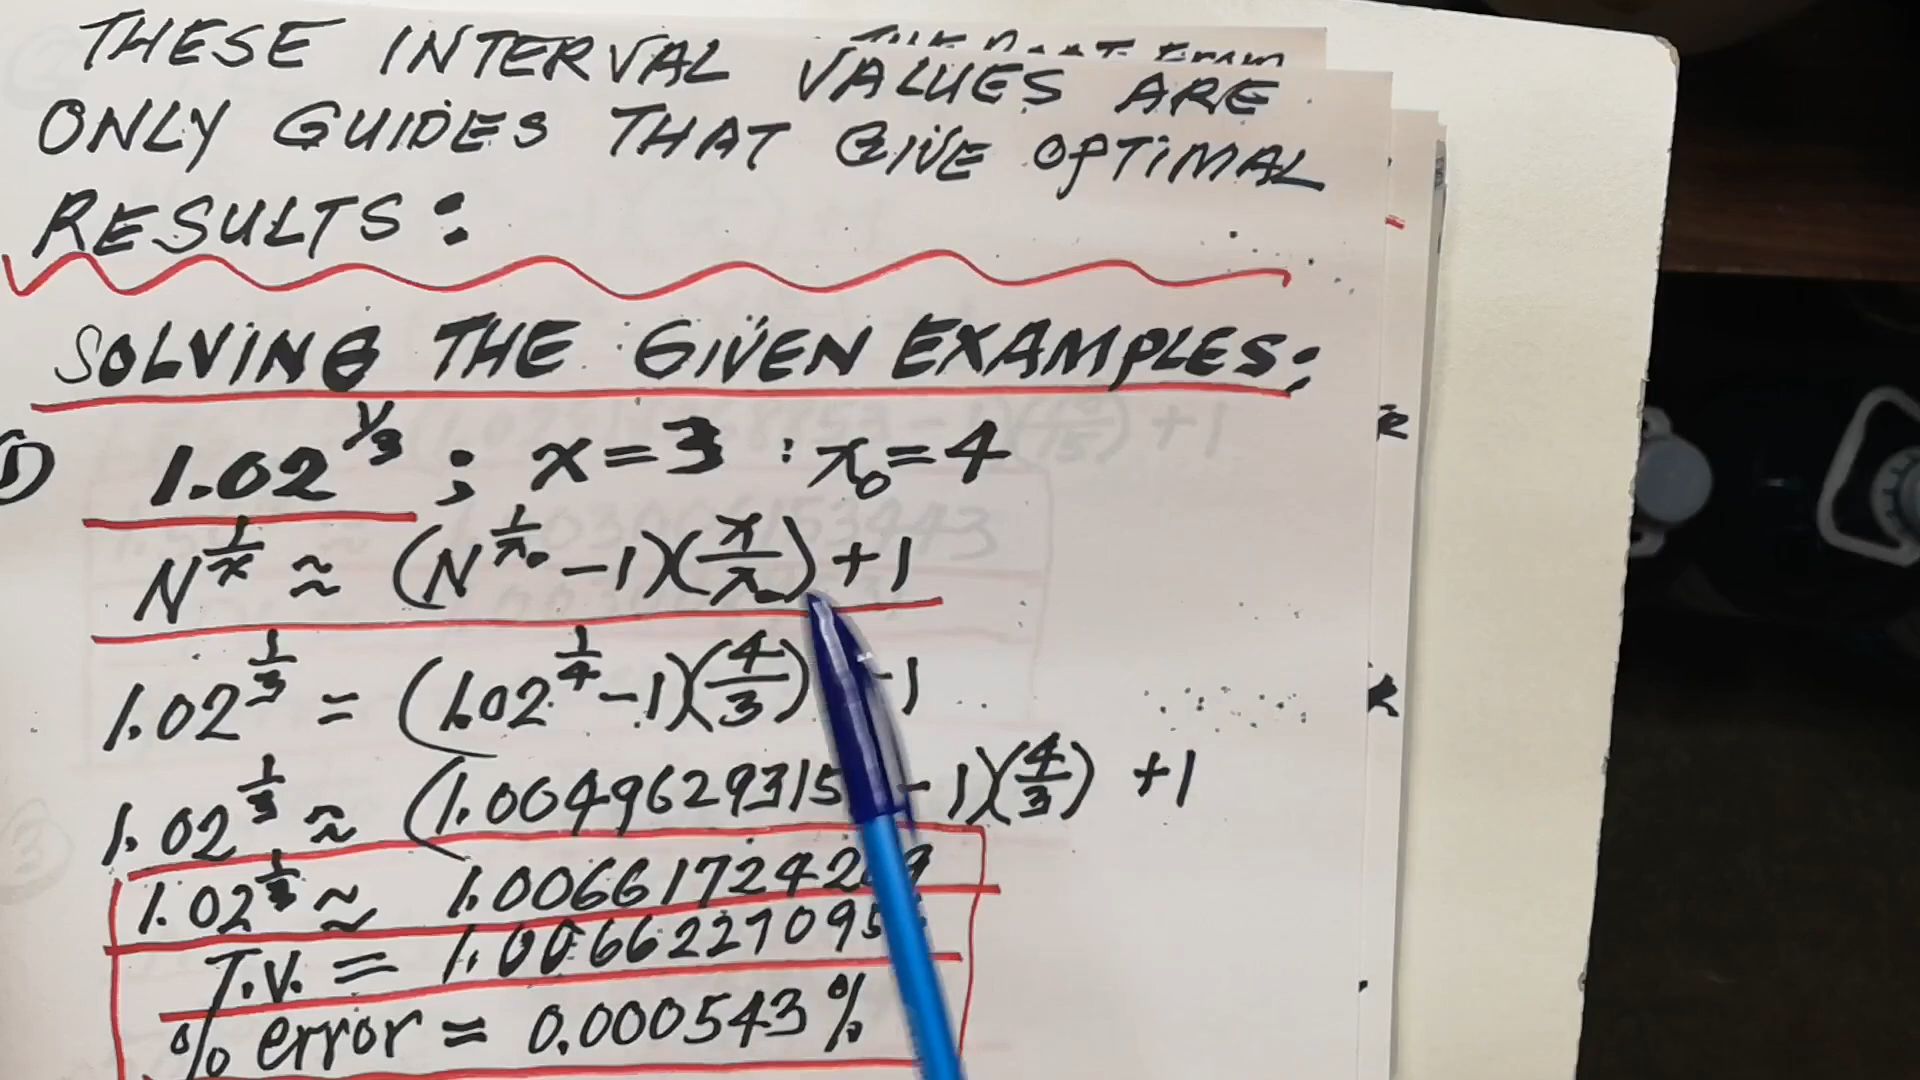 THESE INTERVAL VALUES ARE
ONLY GUIDES THAT GIVE OPTIMAL
RESULTS:
SOLVING THE GIVEN EXAMPLES:
1.02^{1/3} ; x=3 : x₀=4
N^{1/x} ≈ (N^{1/x₀} -1)(x/x₀) +1
1.02^{1/3} = (1.02^{1/4} -1)(4/3) 1
1.02^{1/3} ≈ (1.0049629315 -1)(4/3) +1
1.02^{1/3} ≈ 1.006617242 9
T.V. = 1.0066227095
% error = 0.000543%